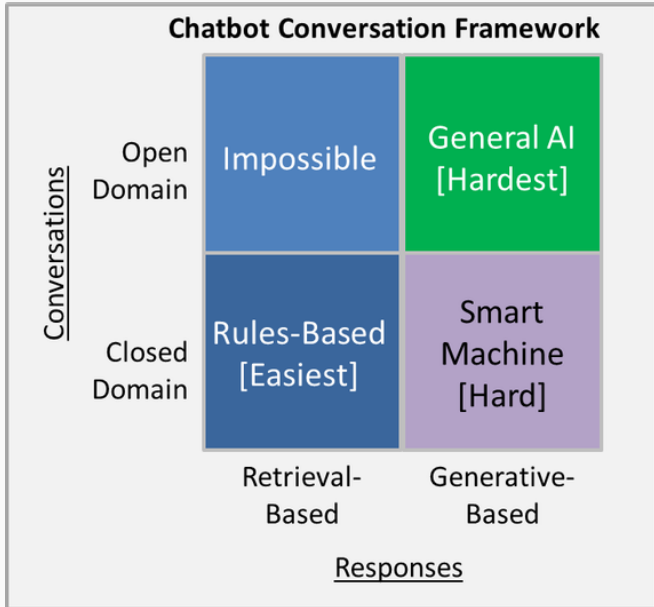 Chatbot Conversation Framework
Conversations
Open
Domain
Impossible
General AI
[Hardest]
Closed
Domain
Rules-Based
[Easiest]
Smart
Machine
[Hard]
Retrieval-
Based
Generative-
Based
Responses